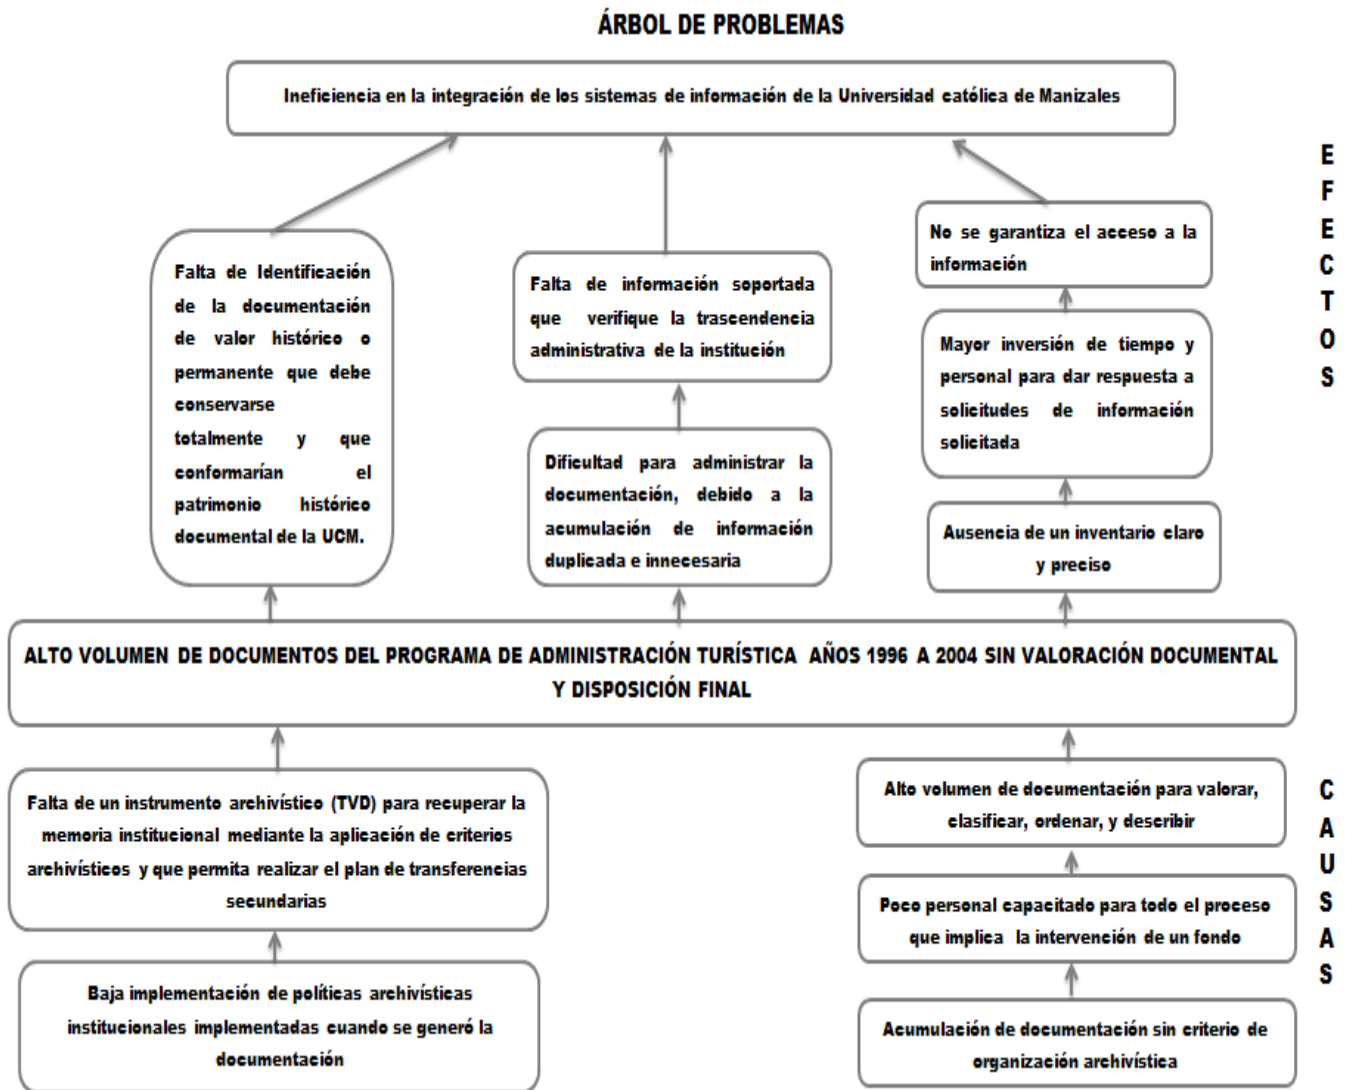 ÁRBOL DE PROBLEMAS
Ineficiencia en la integración de los sistemas de información de la Universidad católica de Manizales
EFECTOS
Falta de Identificación
de la documentación
de valor histórico o
permanente que debe
conservarse
totalmente y que
conformarían el
patrimonio histórico
documental de la UCM.
Falta de información soportada
que verifique la trascendencia
administrativa de la institución
Dificultad para administrar la
documentación, debido a la
acumulación de información
duplicada e innecesaria
No se garantiza el acceso a la
información
Mayor inversión de tiempo y
personal para dar respuesta a
solicitudes de información
solicitada
Ausencia de un inventario claro
y preciso
ALTO VOLUMEN DE DOCUMENTOS DEL PROGRAMA DE ADMINISTRACIÓN TURÍSTICA AÑOS 1996 A 2004 SIN VALORACIÓN DOCUMENTAL
Y DISPOSICIÓN FINAL
Falta de un instrumento archivístico (TVD) para recuperar la
memoria institucional mediante la aplicación de criterios
archivísticos y que permita realizar el plan de transferencias
secundarias
Baja implementación de políticas archivísticas
institucionales implementadas cuando se generó la
documentación
Alto volumen de documentación para valorar,
clasificar, ordenar, y describir
Poco personal capacitado para todo el proceso
que implica la intervención de un fondo
Acumulación de documentación sin criterio de
organización archivística
CAUSAS